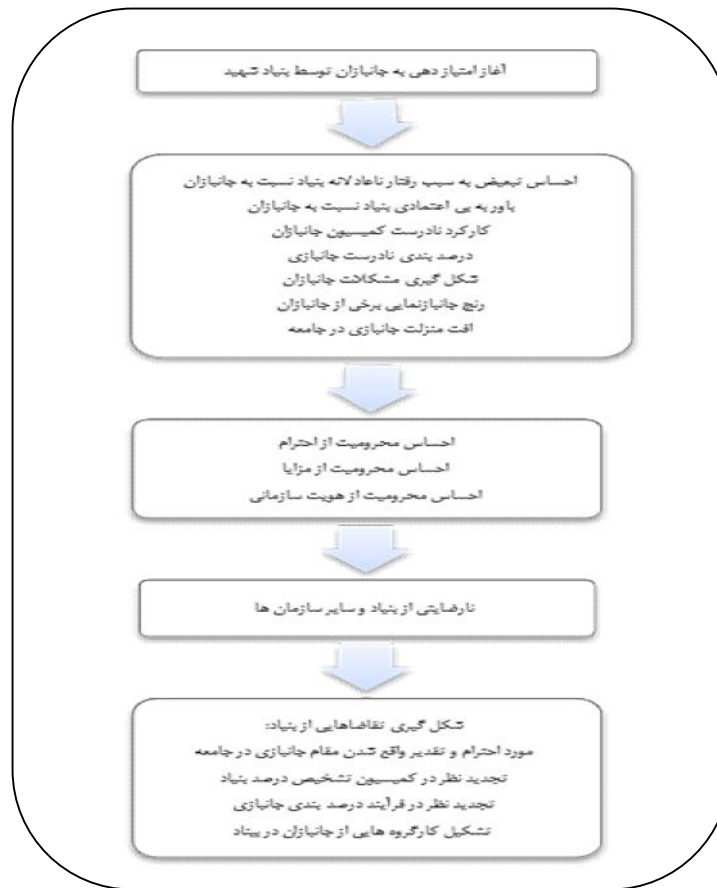 آغاز امتیاز دهی به جانبازان توسط بنیاد شهید
احساس تبعیض به سبب رفتار ناعادلانه بنیاد نسبت به جانبازان
باور به بی اعتمادی بنیاد نسبت به جانبازان
کارکرد نادرست کمیسیون جانبازان
درصد بندی نادرست جانبازی
شکل گیری مشکلات جانبازان
رنج جانبازنمایی برخی از جانبازان
افت منزلت جانبازی در جامعه
احساس محرومیت از احترام
احساس محرومیت از مزایا
احساس محرومیت از هویت سازمانی
نارضایتی از بنیاد و سایر سازمان ها
شکل گیری تقاضاهایی از بنیاد:
مورد احترام و تقدیر واقع شدن مقام جانبازی در جامعه
تجدید نظر در کمیسیون تشخیص درصد بنیاد
تجدید نظر در فرآیند درصد بندی جانبازی
تشکیل کارگروه هایی از جانبازان در بیناد